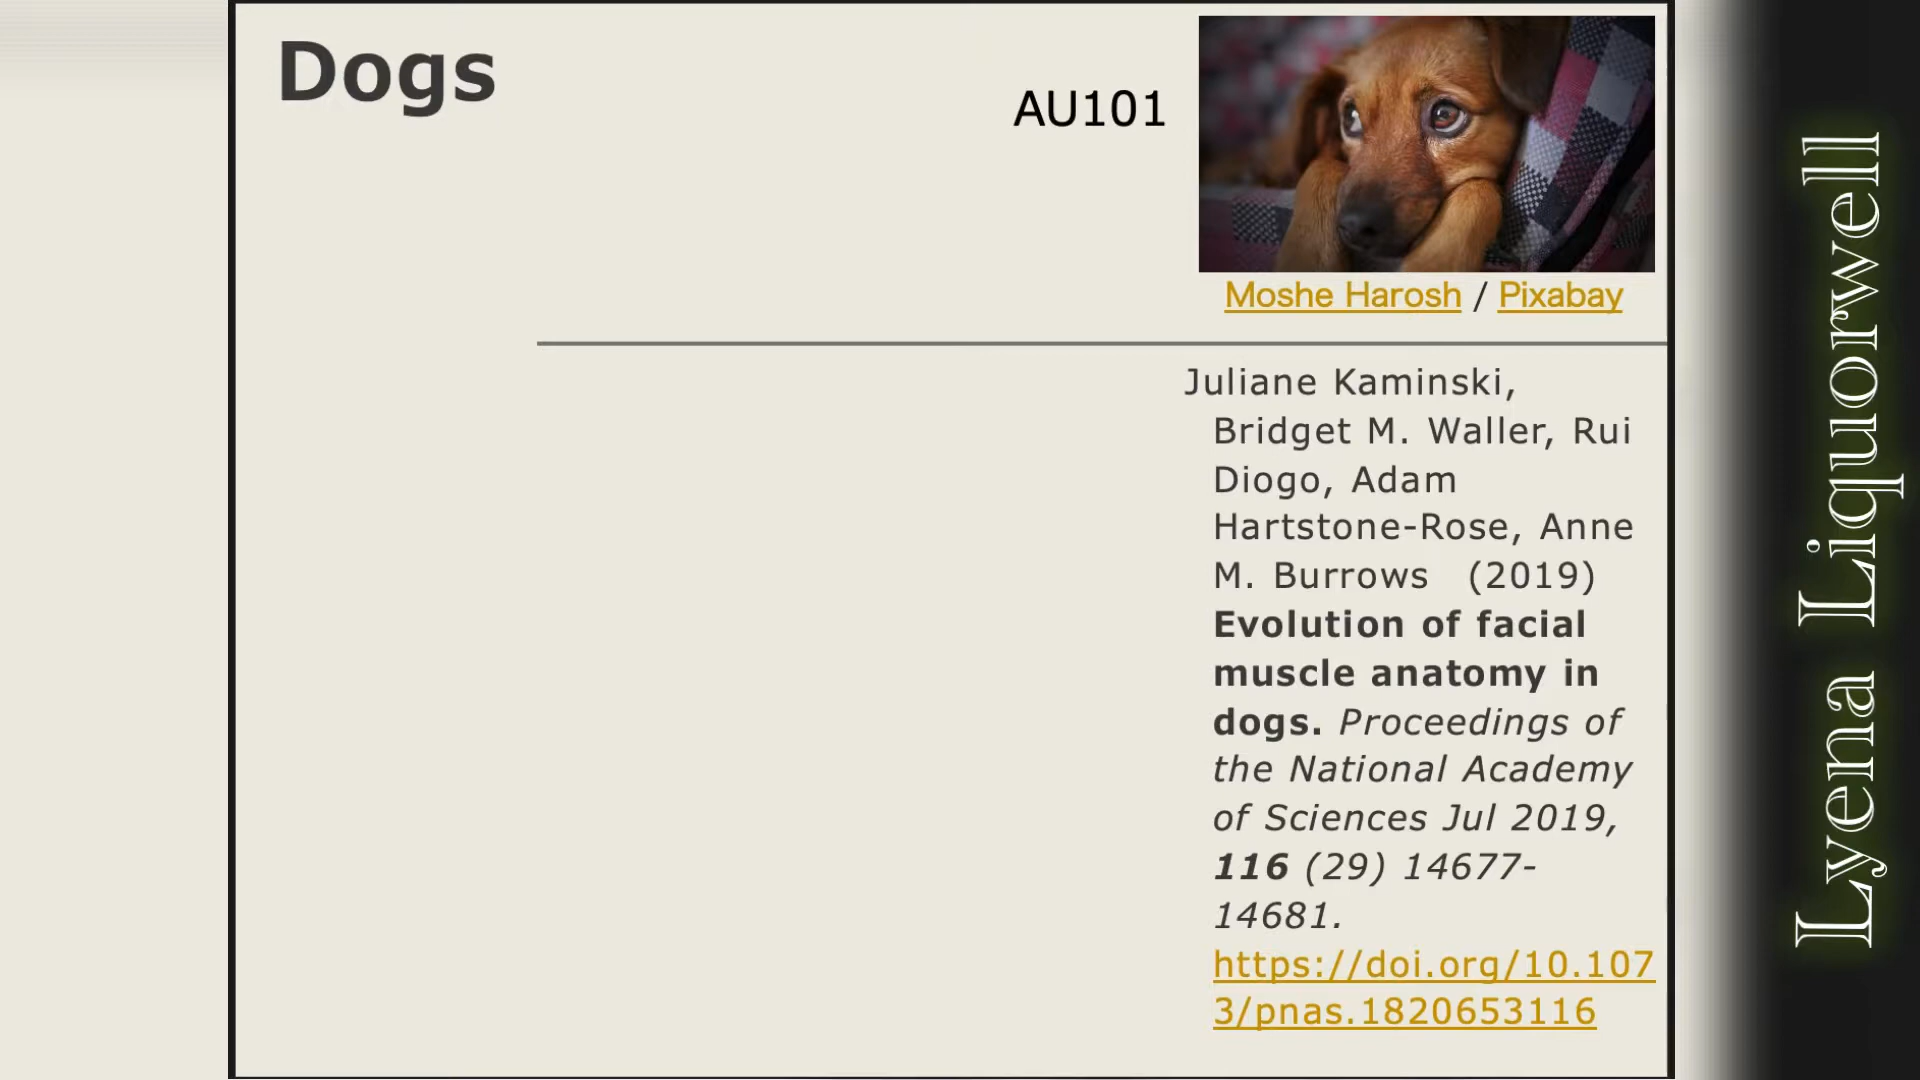 Dogs
AU101
Moshe Harosh / Pixabay
Juliane Kaminski,
Bridget M. Waller, Rui
Diogo, Adam
Hartstone-Rose, Anne
M. Burrows (2019)
Evolution of facial
muscle anatomy in
dogs. Proceedings of
the National Academy
of Sciences Jul 2019,
116 (29) 14677-
14681.
https://doi.org/10.107
3/pnas.1820653116
Lyena Liquorwell